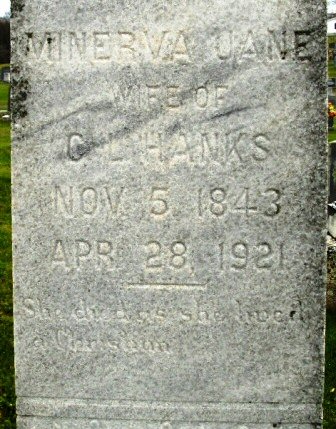 MINERVA JANE
WIFE OF
C L HANKS
NOV. 5, 1843
APR. 28, 1921
She died as she lived
a Christian